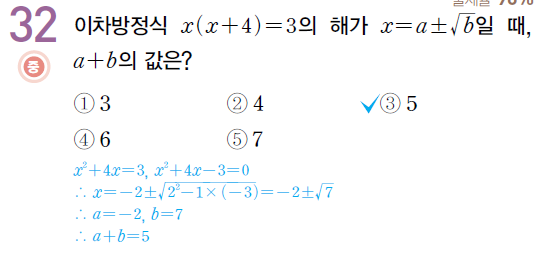 32 이차방정식 x(x+4)=3의 해가 x=a±√b일 때,
중 a+b의 값은?
① 3 ② 4 ③ 5
④ 6 ⑤ 7
x²+4x=3, x²+4x-3=0
∴ x=-2±√(2²-1×(-3))=-2±√7
∴ a=-2, b=7
∴ a+b=5